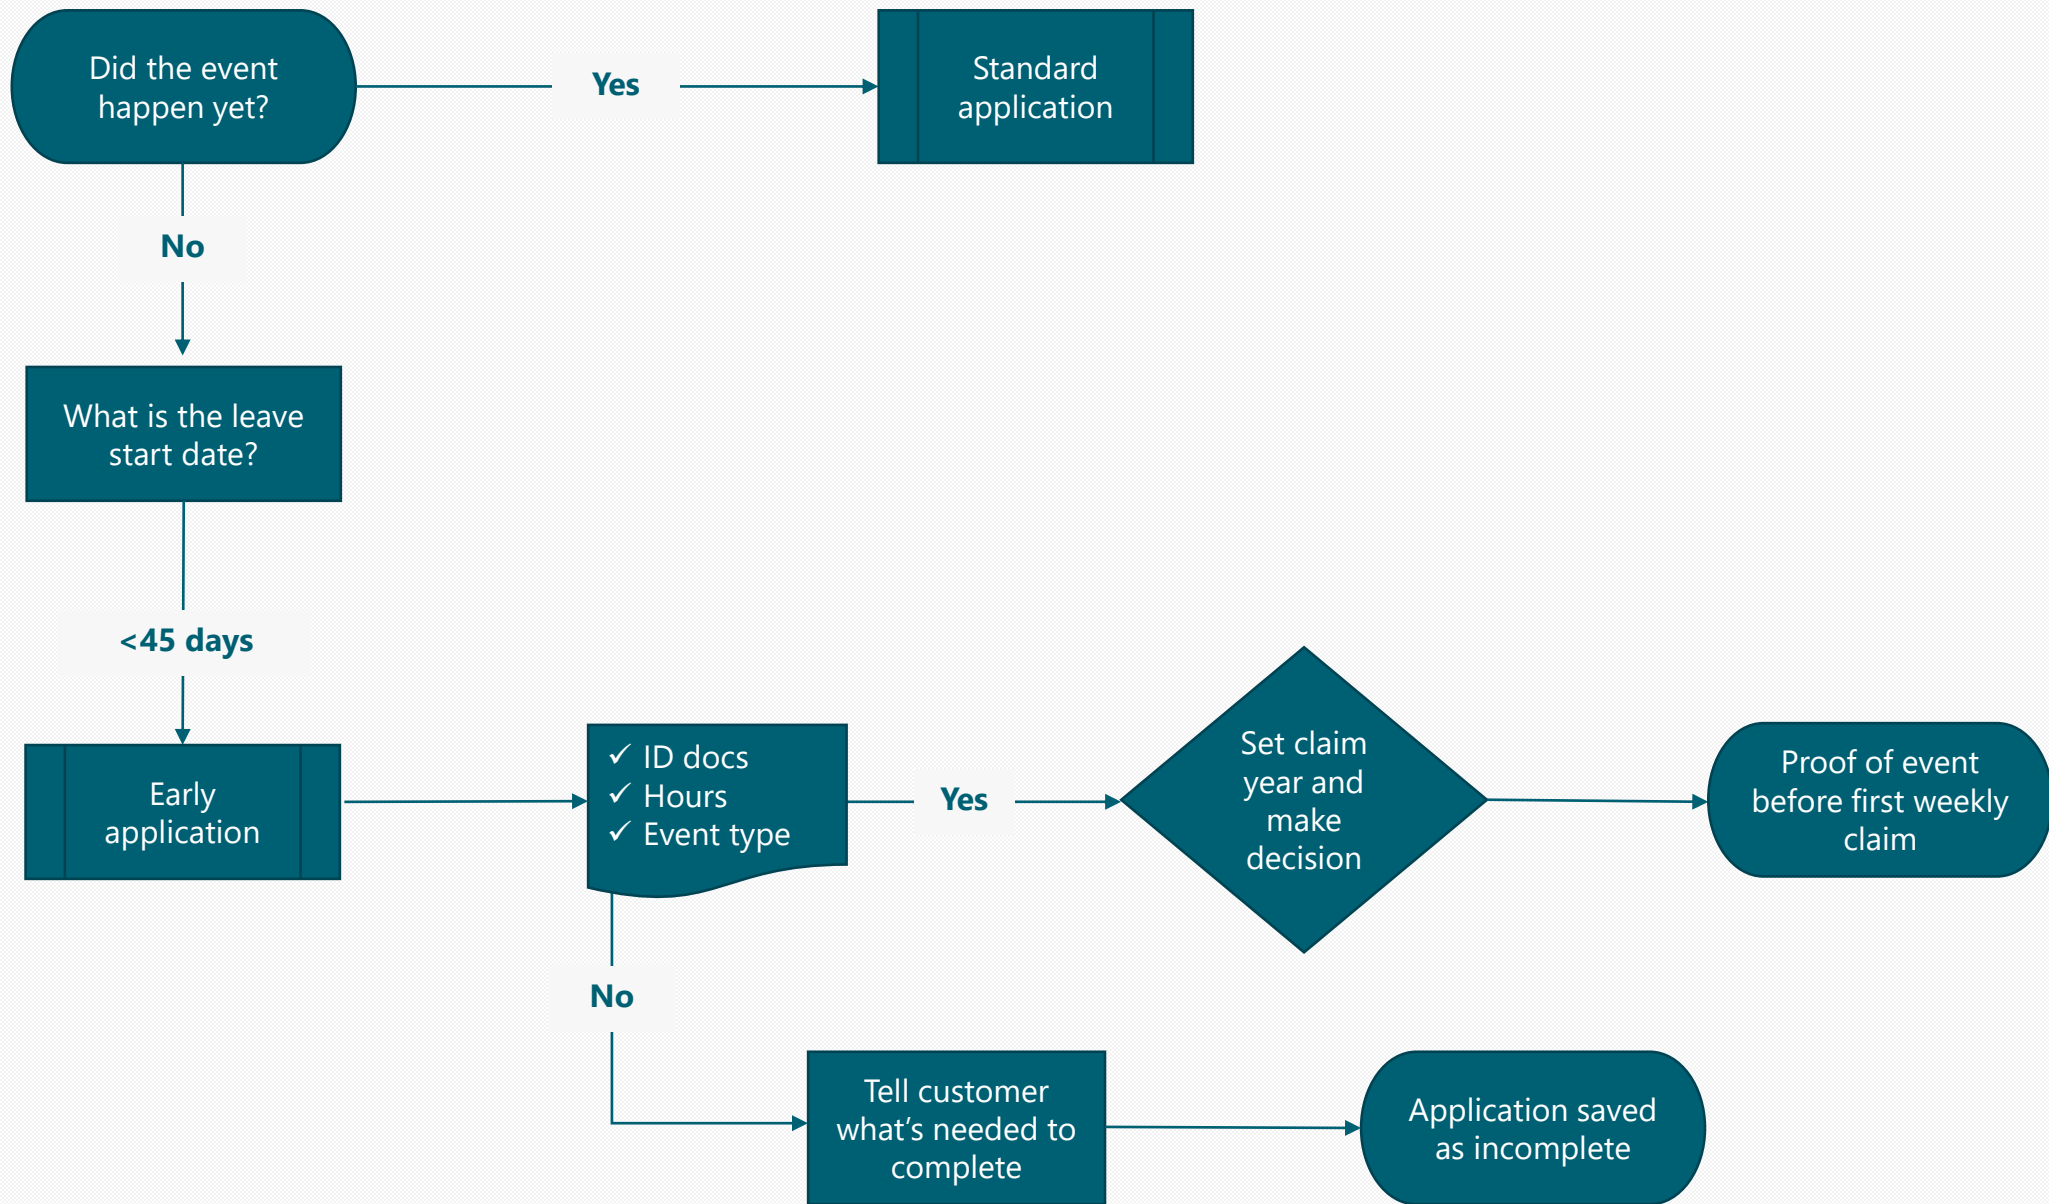 Did the event
happen yet?
Yes
Standard
application
No
What is the leave
start date?
<45 days
Early
application
✓ ID docs
✓ Hours
✓ Event type
Yes
Set claim
year and
make
decision
Proof of event
before first weekly
claim
No
Tell customer
what’s needed to
complete
Application saved
as incomplete